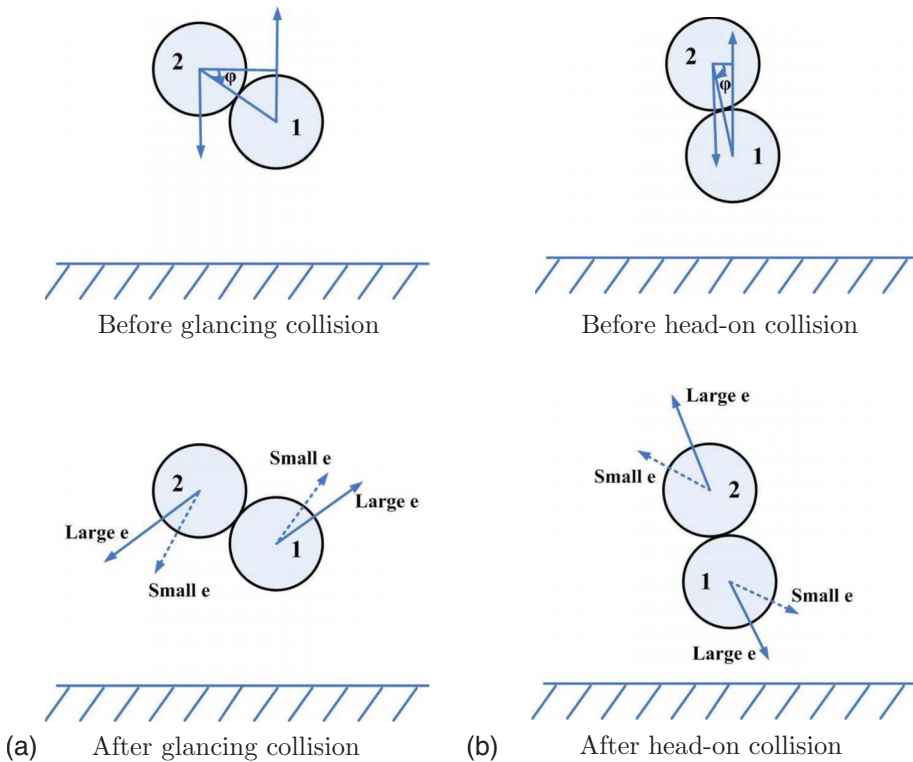 2
φ
1
Before glancing collision
2
φ
1
Before head-on collision
Small e
2
Large e
Large e
1
Small e
(a) After glancing collision
Large e
Small e
2
1
Small e
Large e
(b) After head-on collision